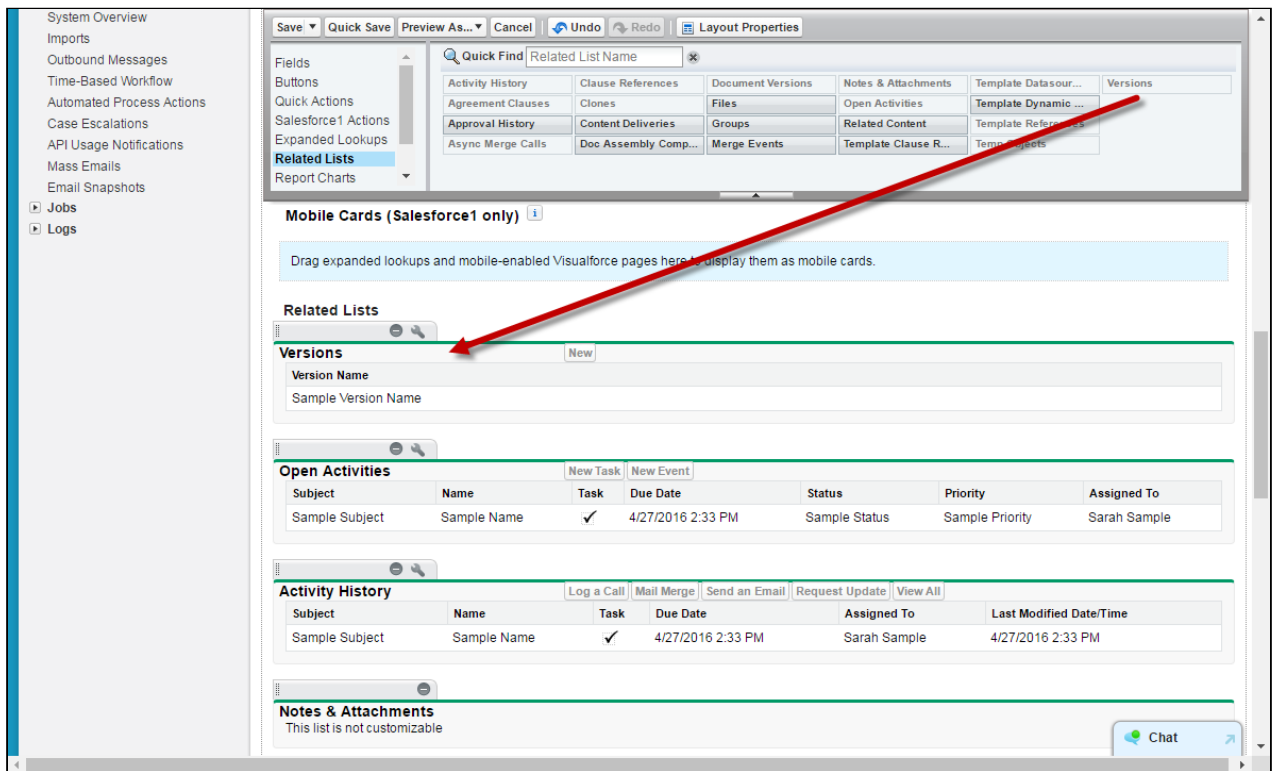 System Overview
Imports
Outbound Messages
Time-Based Workflow
Automated Process Actions
Case Escalations
API Usage Notifications
Mass Emails
Email Snapshots
Jobs
Logs
Save Quick Save Preview As... Cancel Undo Redo Layout Properties
Fields
Buttons
Quick Actions
Salesforce1 Actions
Expanded Lookups
Related Lists
Report Charts
Quick Find Related List Name
Activity History Clause References Document Versions Notes & Attachments Template Datasour... Versions
Agreement Clauses Clones Files Open Activities Template Dynamic ...
Approval History Content Deliveries Groups Related Content Template References
Async Merge Calls Doc Assembly Comp... Merge Events Template Clause R... Temp Objects
Mobile Cards (Salesforce1 only) i
Drag expanded lookups and mobile-enabled Visualforce pages here to display them as mobile cards.
Related Lists
Versions New
Version Name
Sample Version Name
Open Activities New Task New Event
Subject Name Task Due Date Status Priority Assigned To
Sample Subject Sample Name 4/27/2016 2:33 PM Sample Status Sample Priority Sarah Sample
Activity History Log a Call Mail Merge Send an Email Request Update View All
Subject Name Task Due Date Assigned To Last Modified Date/Time
Sample Subject Sample Name 4/27/2016 2:33 PM Sarah Sample 4/27/2016 2:33 PM
Notes & Attachments
This list is not customizable
Chat